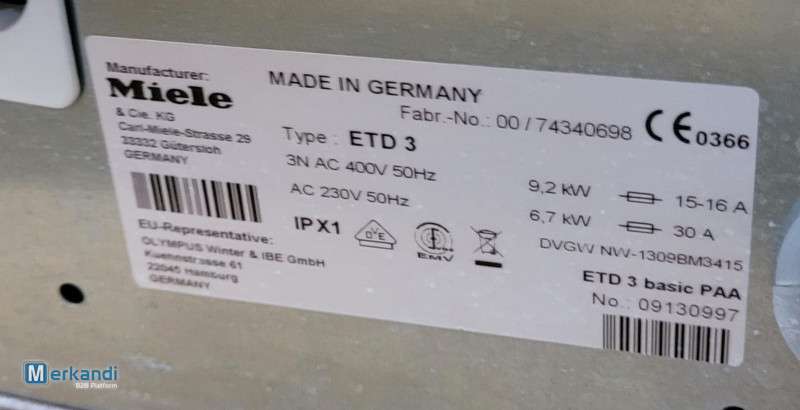 Manufacturer:
Miele
& Cie. KG
Carl-Miele-Strasse 29
33332 Gütersloh
GERMANY
MADE IN GERMANY
Fabr.-No.: 00 / 74340698
CE 0366
Type : ETD 3
3N AC 400V 50Hz
9,2 kW 15-16 A
AC 230V 50Hz
6,7 kW 30 A
IPX1
DVE
EMV
DVGW NW-1309BM3415
EU-Representative:
OLYMPUS Winter & IBE GmbH
Kuehnstrasse 61
22045 Hamburg
GERMANY
ETD 3 basic PAA
No.: 09130997
Merkandi
B2B Platform